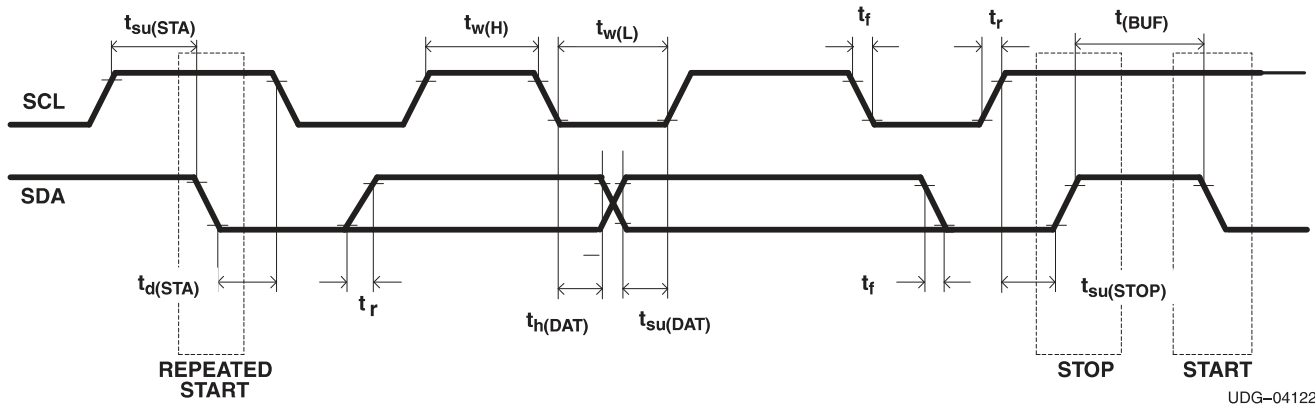 tsu(STA)
tw(H)
tw(L)
tf
tr
t(BUF)
SCL
SDA
td(STA)
tr
th(DAT)
tsu(DAT)
tf
tsu(STOP)
REPEATED
START
STOP
START
UDG–04122